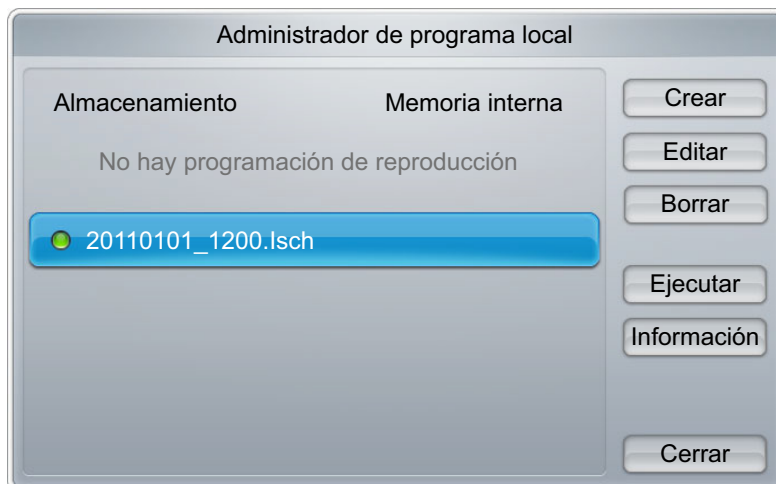 Administrador de programa local
Almacenamiento Memoria interna
No hay programación de reproducción
20110101_1200.lsch
Crear
Editar
Borrar
Ejecutar
Información
Cerrar